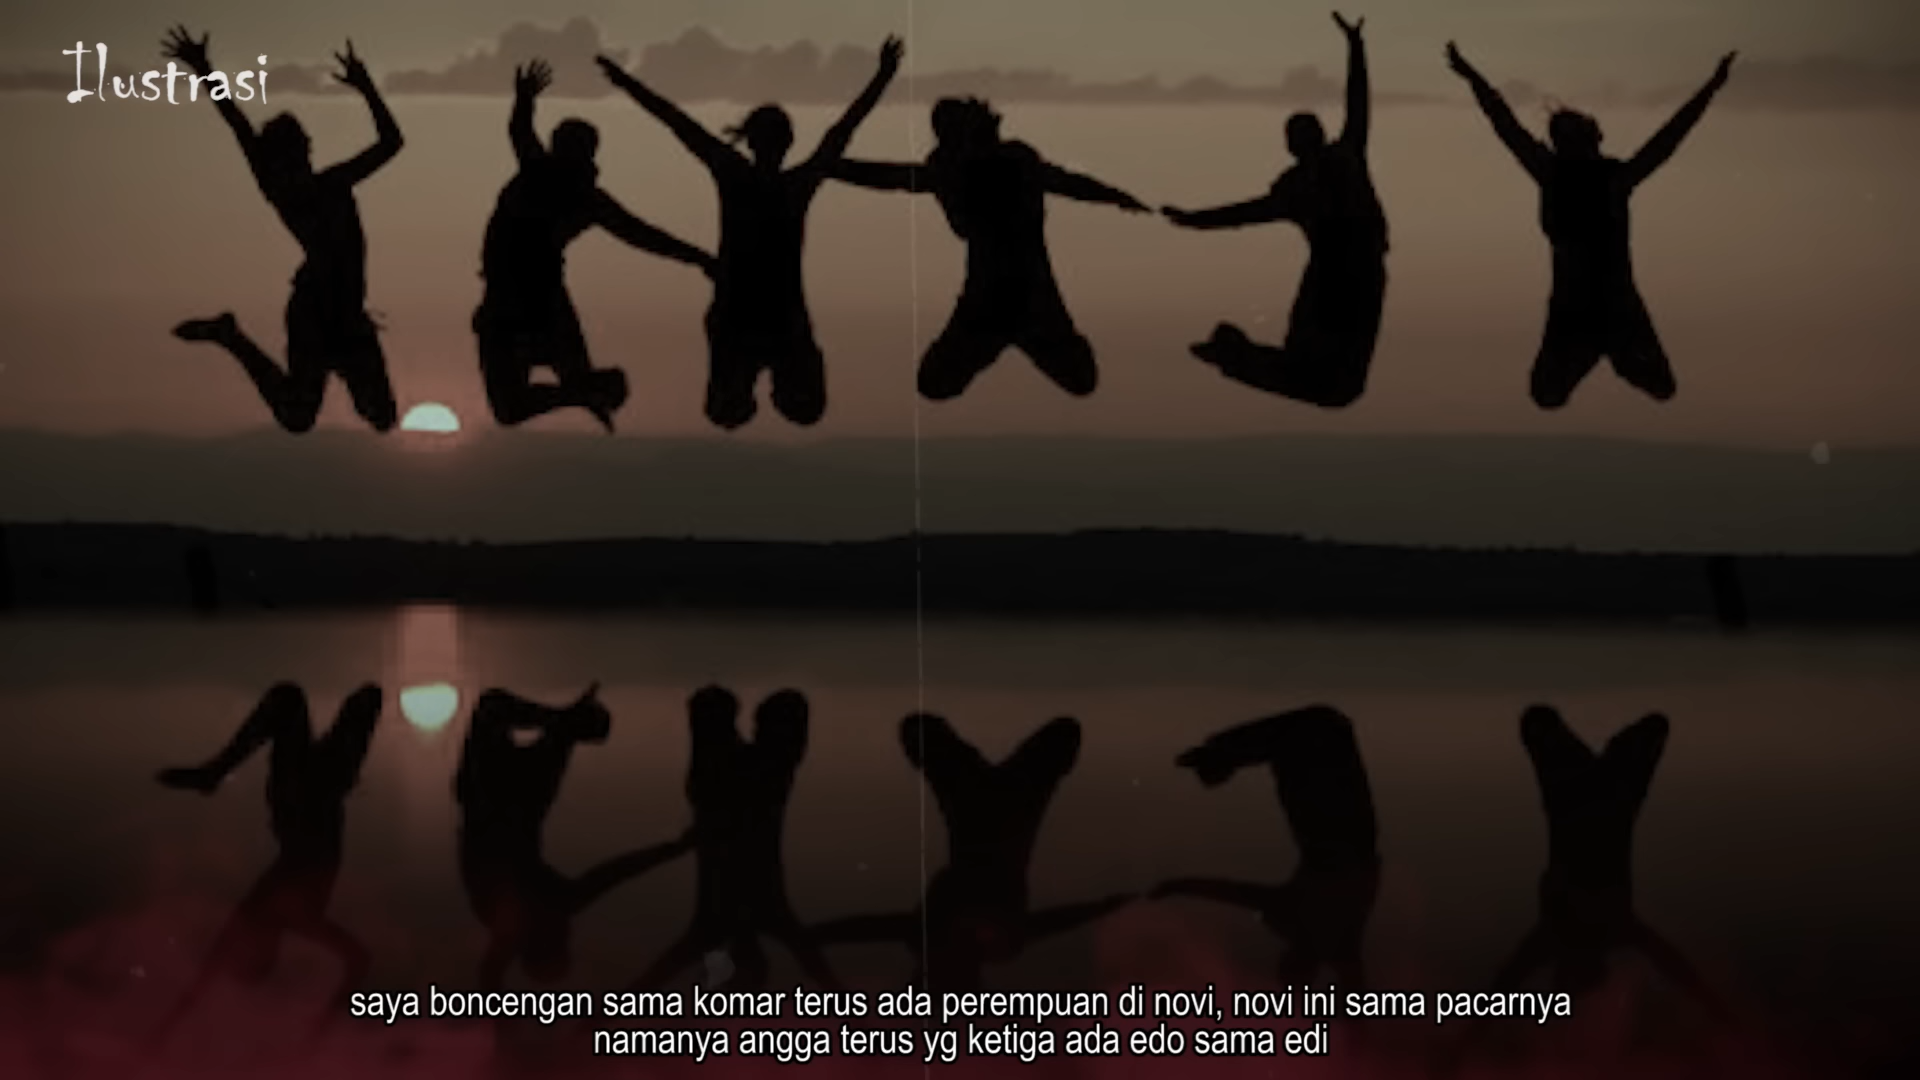 Ilustrasi
saya boncengan sama komar terus ada perempuan di novi, novi ini sama pacarnya
namanya angga terus yg ketiga ada edo sama edi